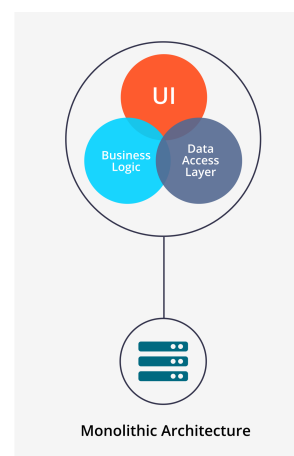 UI
Business
Logic
Data
Access
Layer
Monolithic Architecture